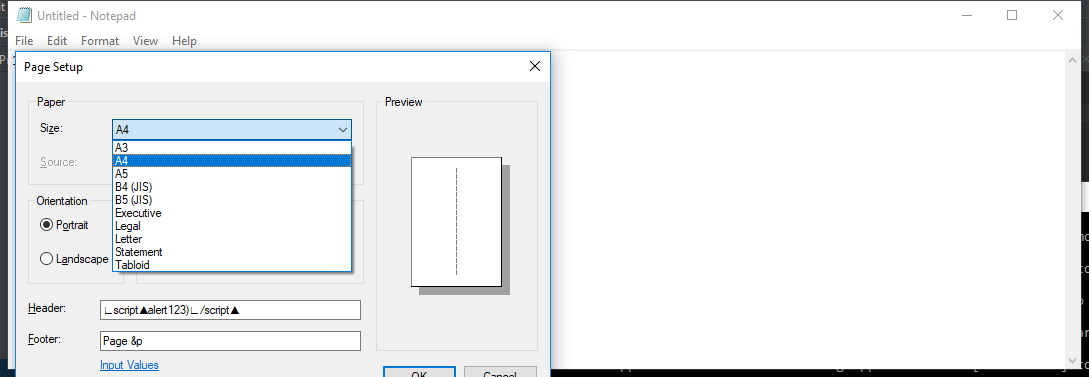 Untitled - Notepad
File Edit Format View Help
Page Setup
Paper
Preview
Size:
A4
A3
A4
Source:
A5
B4 (JIS)
B5 (JIS)
Orientation
Executive
Portrait
Legal
Letter
Landscape
Statement
Tabloid
Header:
∟script▲alert123)∟/script▲
Footer:
Page &p
Input Values
OK
Cancel